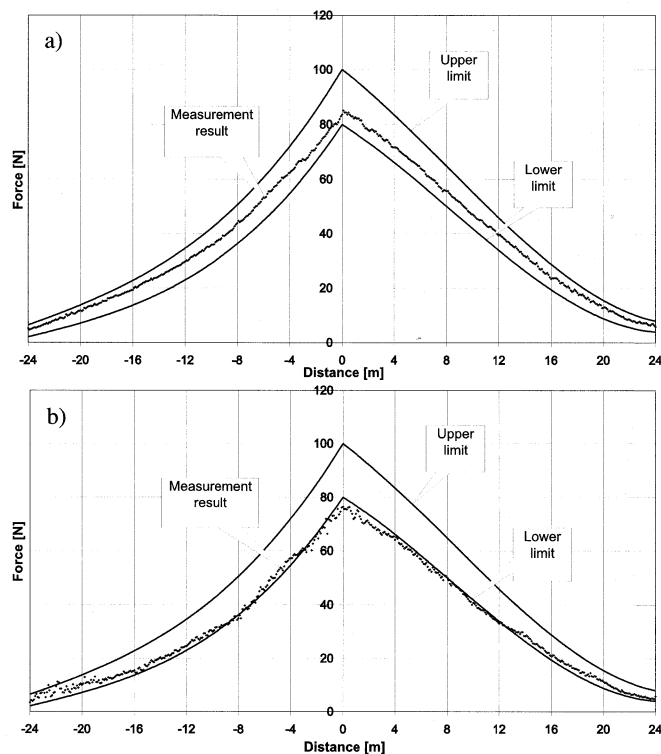 a)
120
100
80
60
40
20
0
Force [N]
Upper
limit
Measurement
result
Lower
limit
-24 -20 -16 -12 -8 -4 0 4 8 12 16 20 24
Distance [m]
b)
120
100
80
60
40
20
0
Force [N]
Upper
limit
Measurement
result
Lower
limit
-24 -20 -16 -12 -8 -4 0 4 8 12 16 20 24
Distance [m]